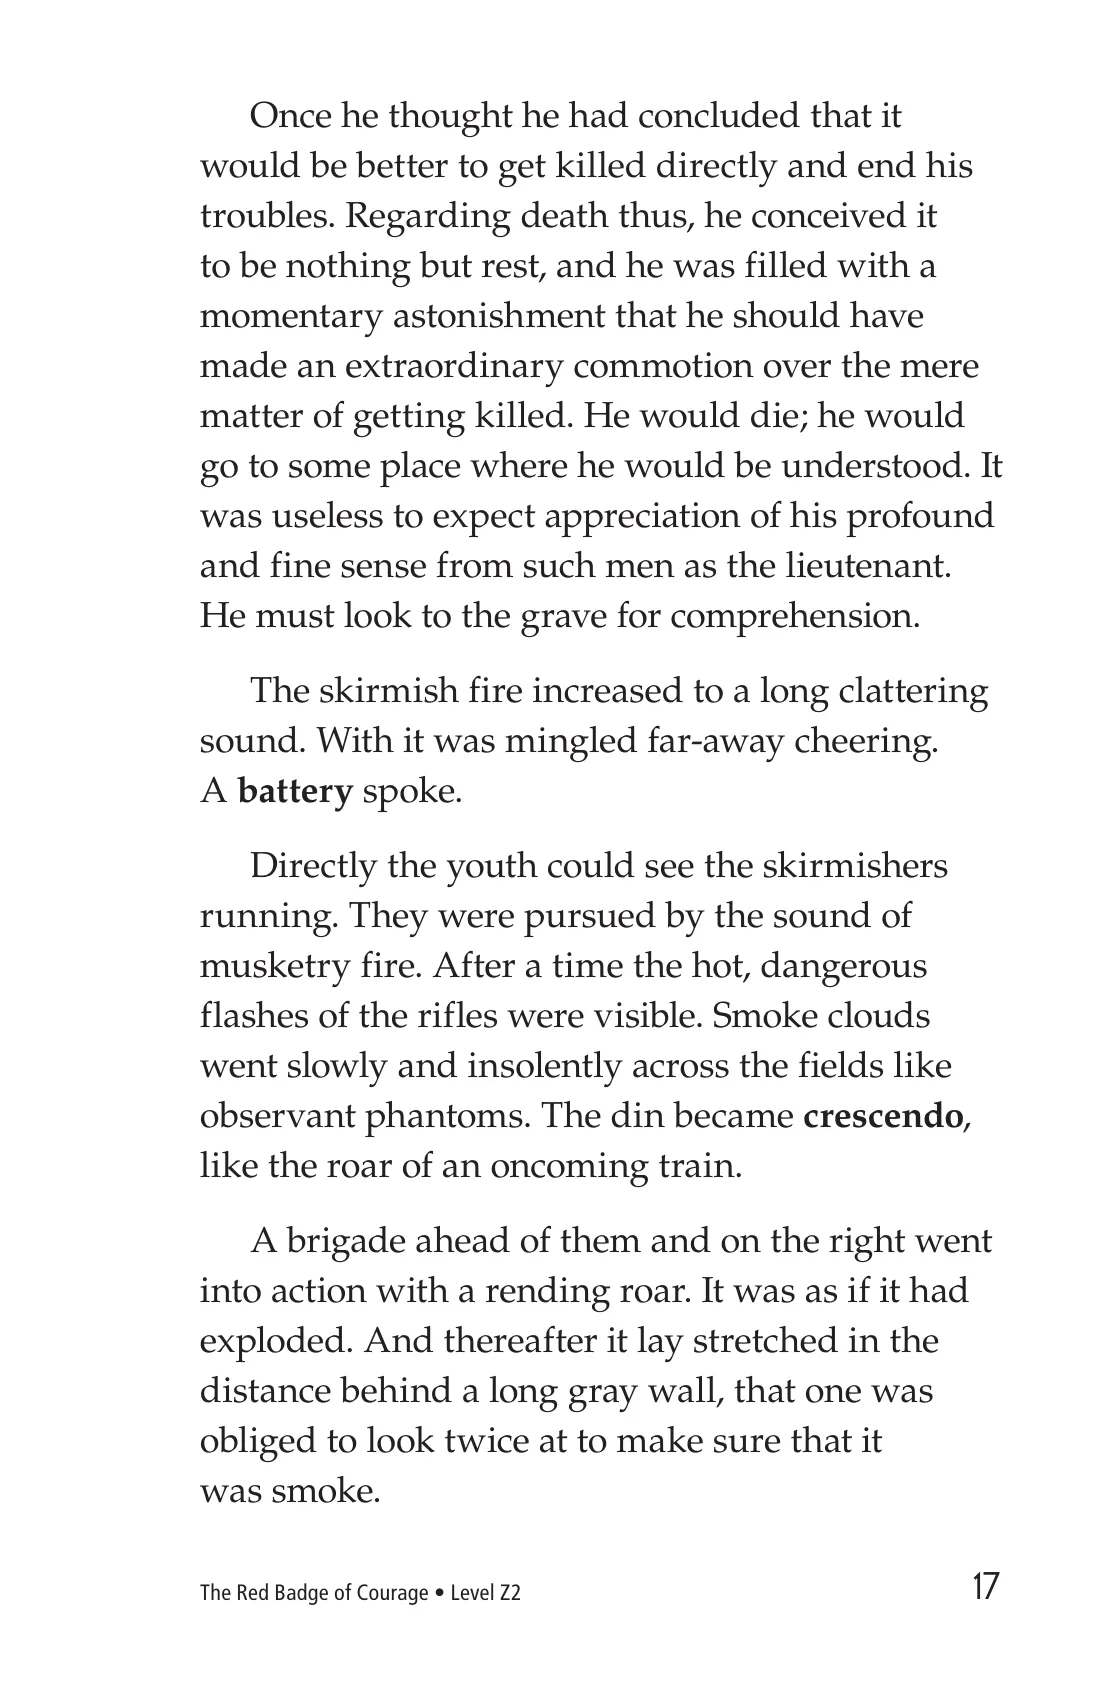 Once he thought he had concluded that it
would be better to get killed directly and end his
troubles. Regarding death thus, he conceived it
to be nothing but rest, and he was filled with a
momentary astonishment that he should have
made an extraordinary commotion over the mere
matter of getting killed. He would die; he would
go to some place where he would be understood. It
was useless to expect appreciation of his profound
and fine sense from such men as the lieutenant.
He must look to the grave for comprehension.
The skirmish fire increased to a long clattering
sound. With it was mingled far-away cheering.
A battery spoke.
Directly the youth could see the skirmishers
running. They were pursued by the sound of
musketry fire. After a time the hot, dangerous
flashes of the rifles were visible. Smoke clouds
went slowly and insolently across the fields like
observant phantoms. The din became crescendo,
like the roar of an oncoming train.
A brigade ahead of them and on the right went
into action with a rending roar. It was as if it had
exploded. And thereafter it lay stretched in the
distance behind a long gray wall, that one was
obliged to look twice at to make sure that it
was smoke.
The Red Badge of Courage • Level Z2
17